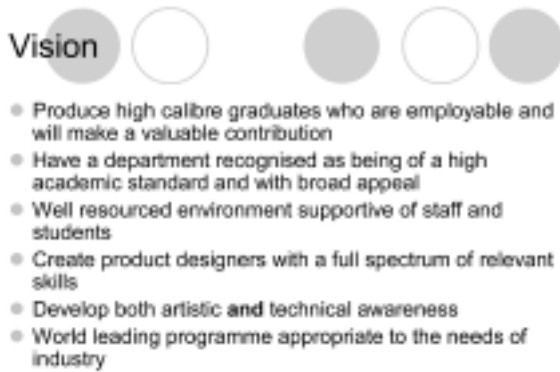 Vision
Produce high calibre graduates who are employable and
will make a valuable contribution
Have a department recognised as being of a high
academic standard and with broad appeal
Well resourced environment supportive of staff and
students
Create product designers with a full spectrum of relevant
skills
Develop both artistic and technical awareness
World leading programme appropriate to the needs of
industry